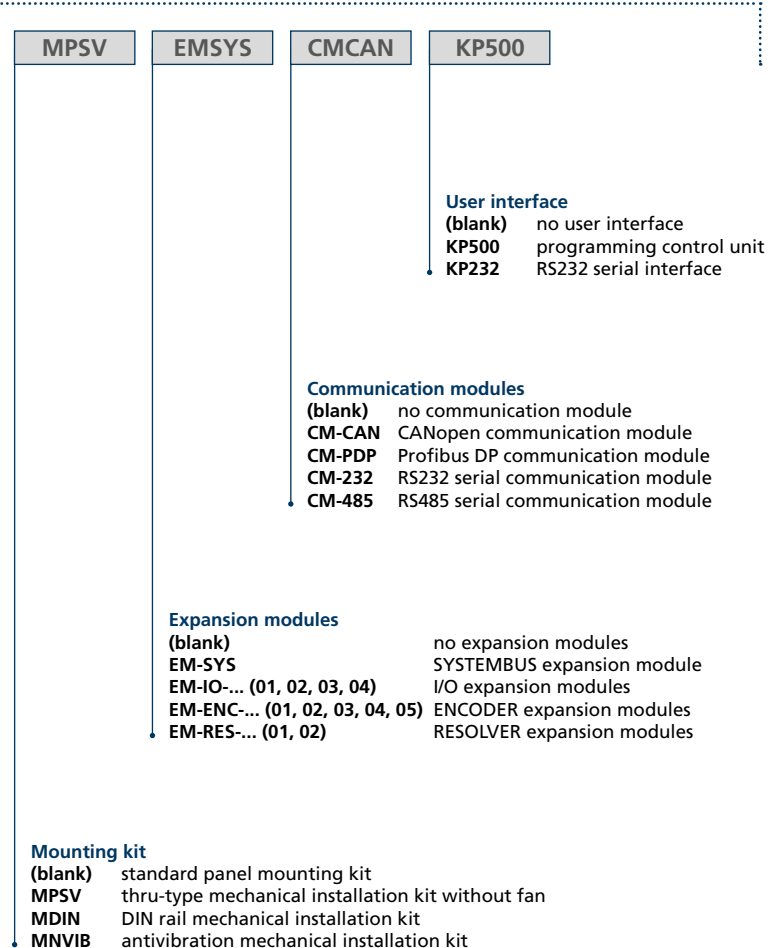 MPSV EMSYS CMCAN KP500
User interface
(blank) no user interface
KP500 programming control unit
KP232 RS232 serial interface
Communication modules
(blank) no communication module
CM-CAN CANopen communication module
CM-PDP Profibus DP communication module
CM-232 RS232 serial communication module
CM-485 RS485 serial communication module
Expansion modules
(blank) no expansion modules
EM-SYS SYSTEMBUS expansion module
EM-IO-... (01, 02, 03, 04) I/O expansion modules
EM-ENC-... (01, 02, 03, 04, 05) ENCODER expansion modules
EM-RES-... (01, 02) RESOLVER expansion modules
Mounting kit
(blank) standard panel mounting kit
MPSV thru-type mechanical installation kit without fan
MDIN DIN rail mechanical installation kit
MNVIB antivibration mechanical installation kit